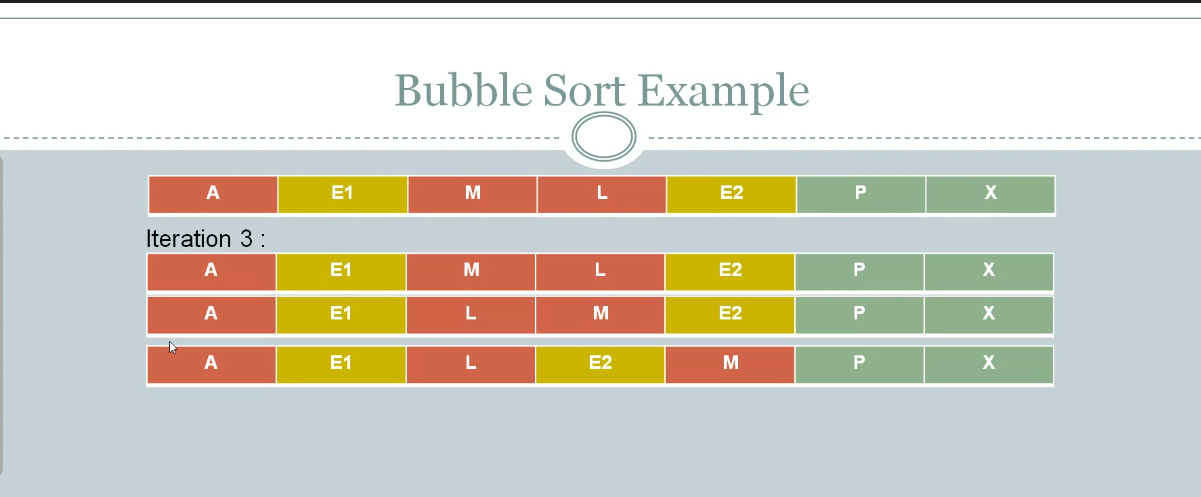 Bubble Sort Example
A E1 M L E2 P X
Iteration 3 :
A E1 M L E2 P X
A E1 L M E2 P X
A E1 L E2 M P X